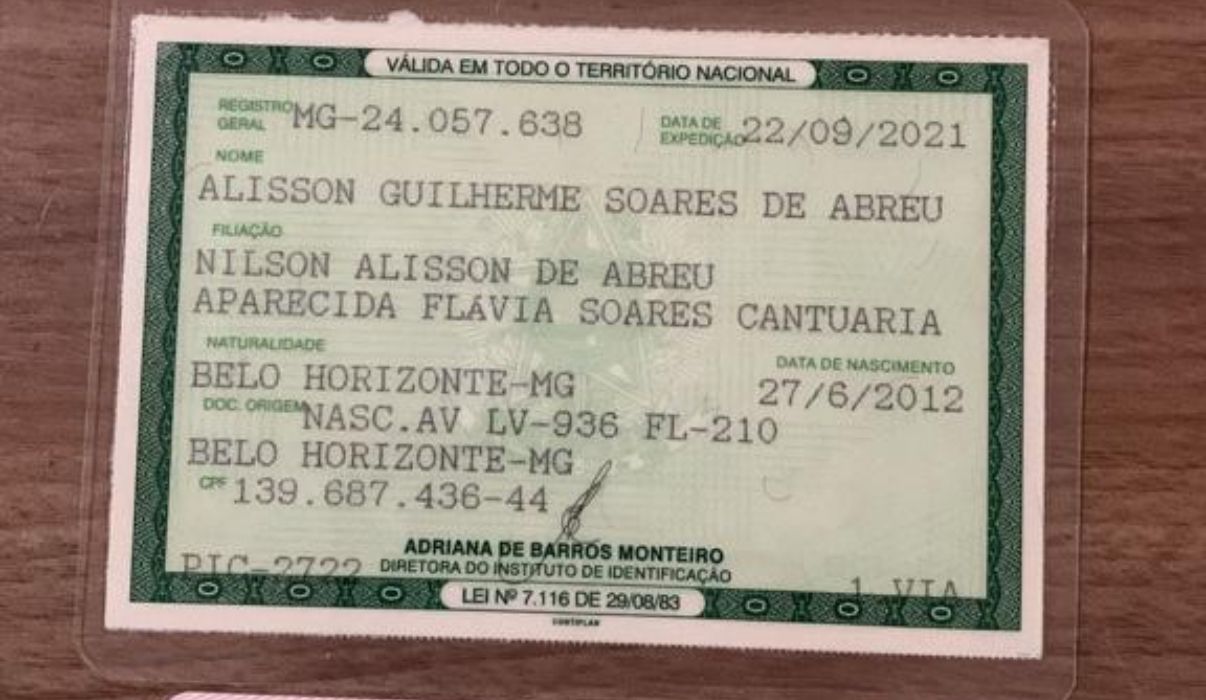 VÁLIDA EM TODO O TERRITÓRIO NACIONAL
REGISTRO GERAL MG-24.057.638 DATA DE EXPEDIÇÃO 22/09/2021
NOME
ALISSON GUILHERME SOARES DE ABREU
FILIAÇÃO
NILSON ALISSON DE ABREU
APARECIDA FLÁVIA SOARES CANTUARIA
NATURALIDADE DATA DE NASCIMENTO
BELO HORIZONTE-MG 27/6/2012
DOC. ORIGEM NASC.AV LV-936 FL-210
BELO HORIZONTE-MG
CPF 139.687.436-44
ADRIANA DE BARROS MONTEIRO
PIC-2722 DIRETORA DO INSTITUTO DE IDENTIFICAÇÃO 1 VIA
LEI Nº 7.116 DE 29/08/83